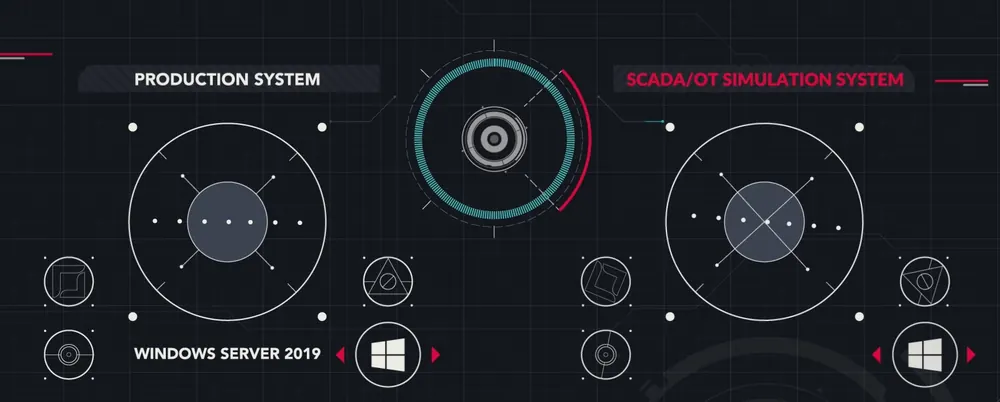 PRODUCTION SYSTEM
SCADA/OT SIMULATION SYSTEM
WINDOWS SERVER 2019